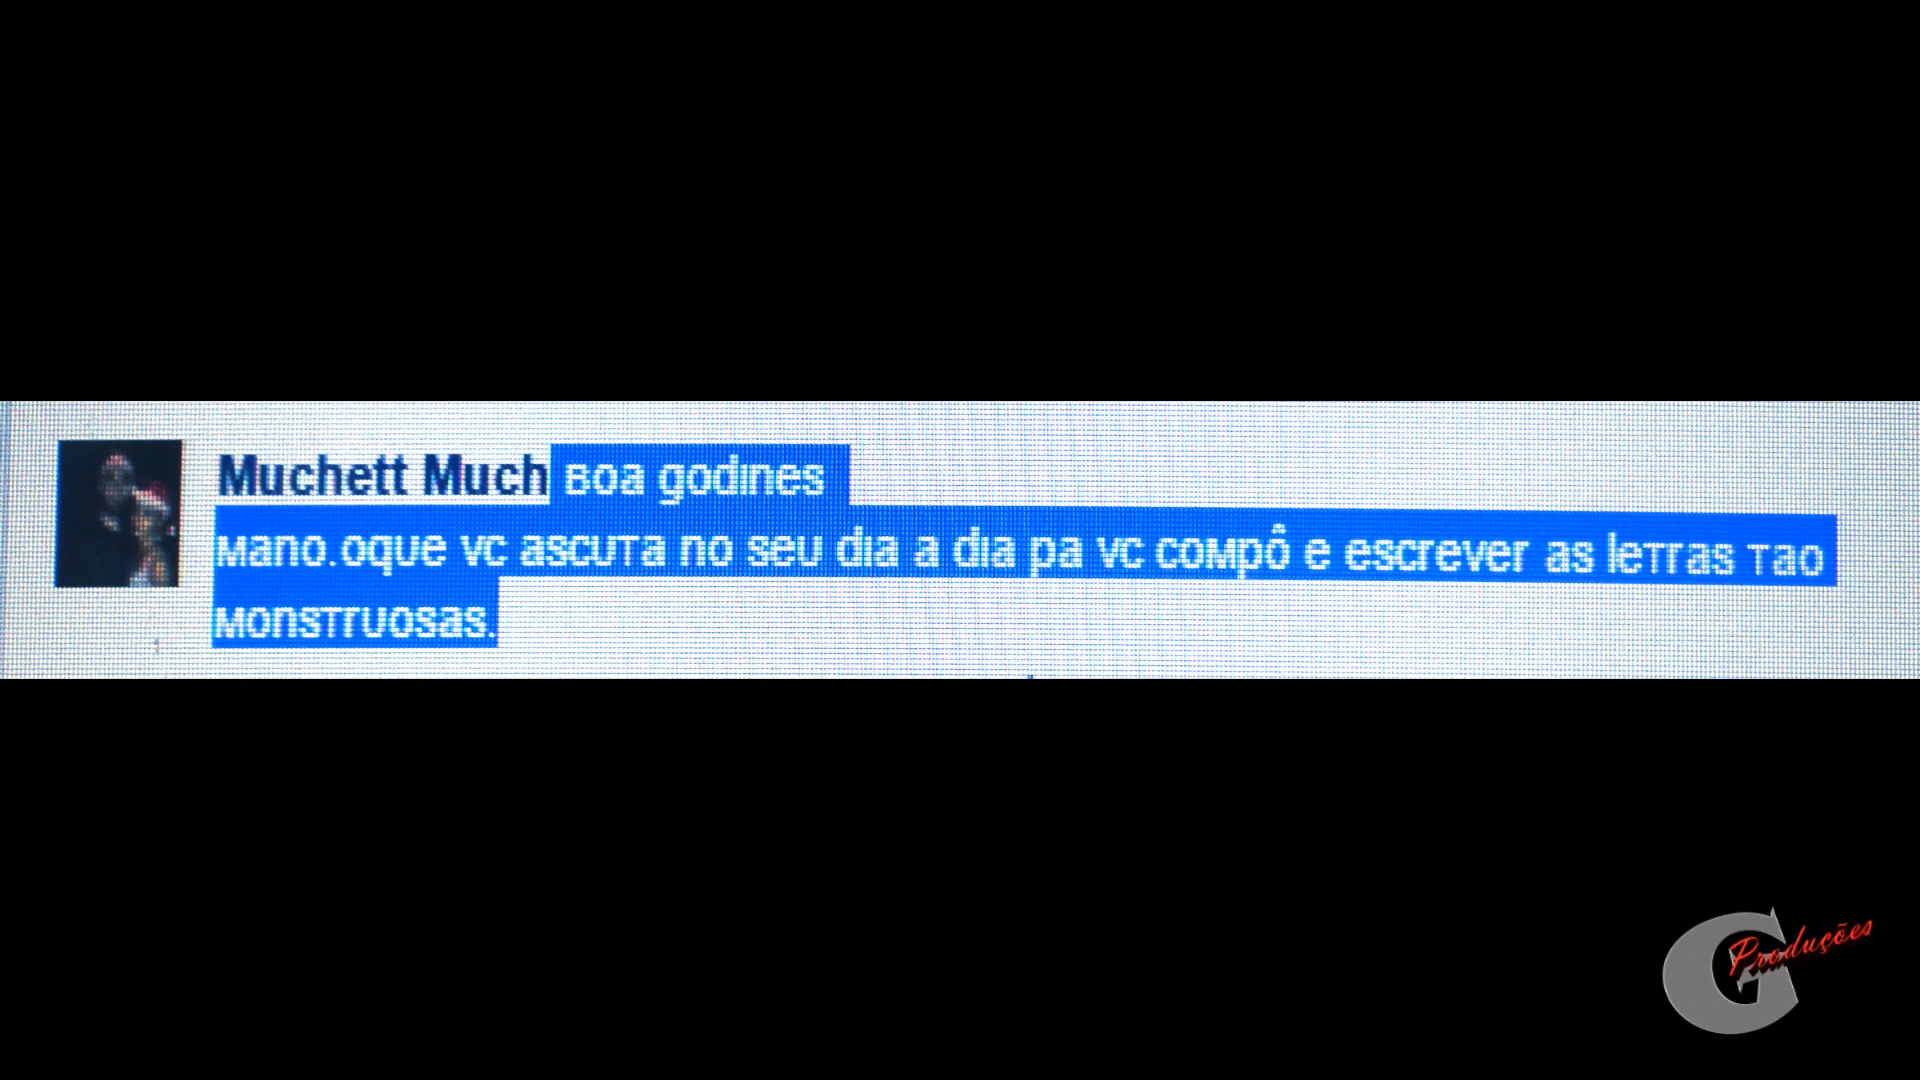 Muchett Much Boa godines
mano.oque vc ascuta no seu dia a dia pa vc compô e escrever as letras tao
monstruosas.
G Produções